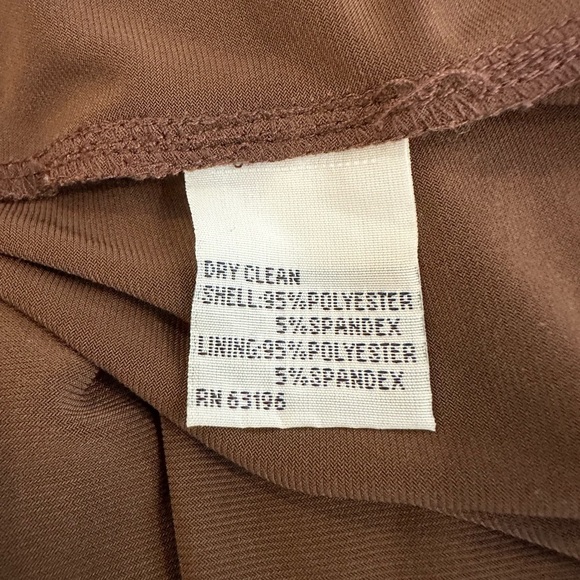 DRY CLEAN
SHELL:95%POLYESTER
5%SPANDEX
LINING:95%POLYESTER
5%SPANDEX
RN 63196